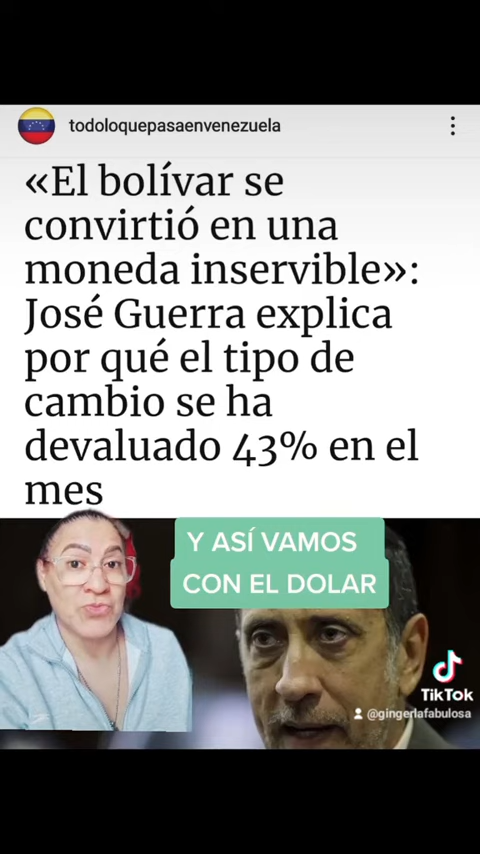 todoloquepasaenvenezuela
«El bolívar se
convirtió en una
moneda inservible»:
José Guerra explica
por qué el tipo de
cambio se ha
devaluado 43% en el
mes
Y ASÍ VAMOS
CON EL DOLAR
TikTok
@gingerlafabulosa